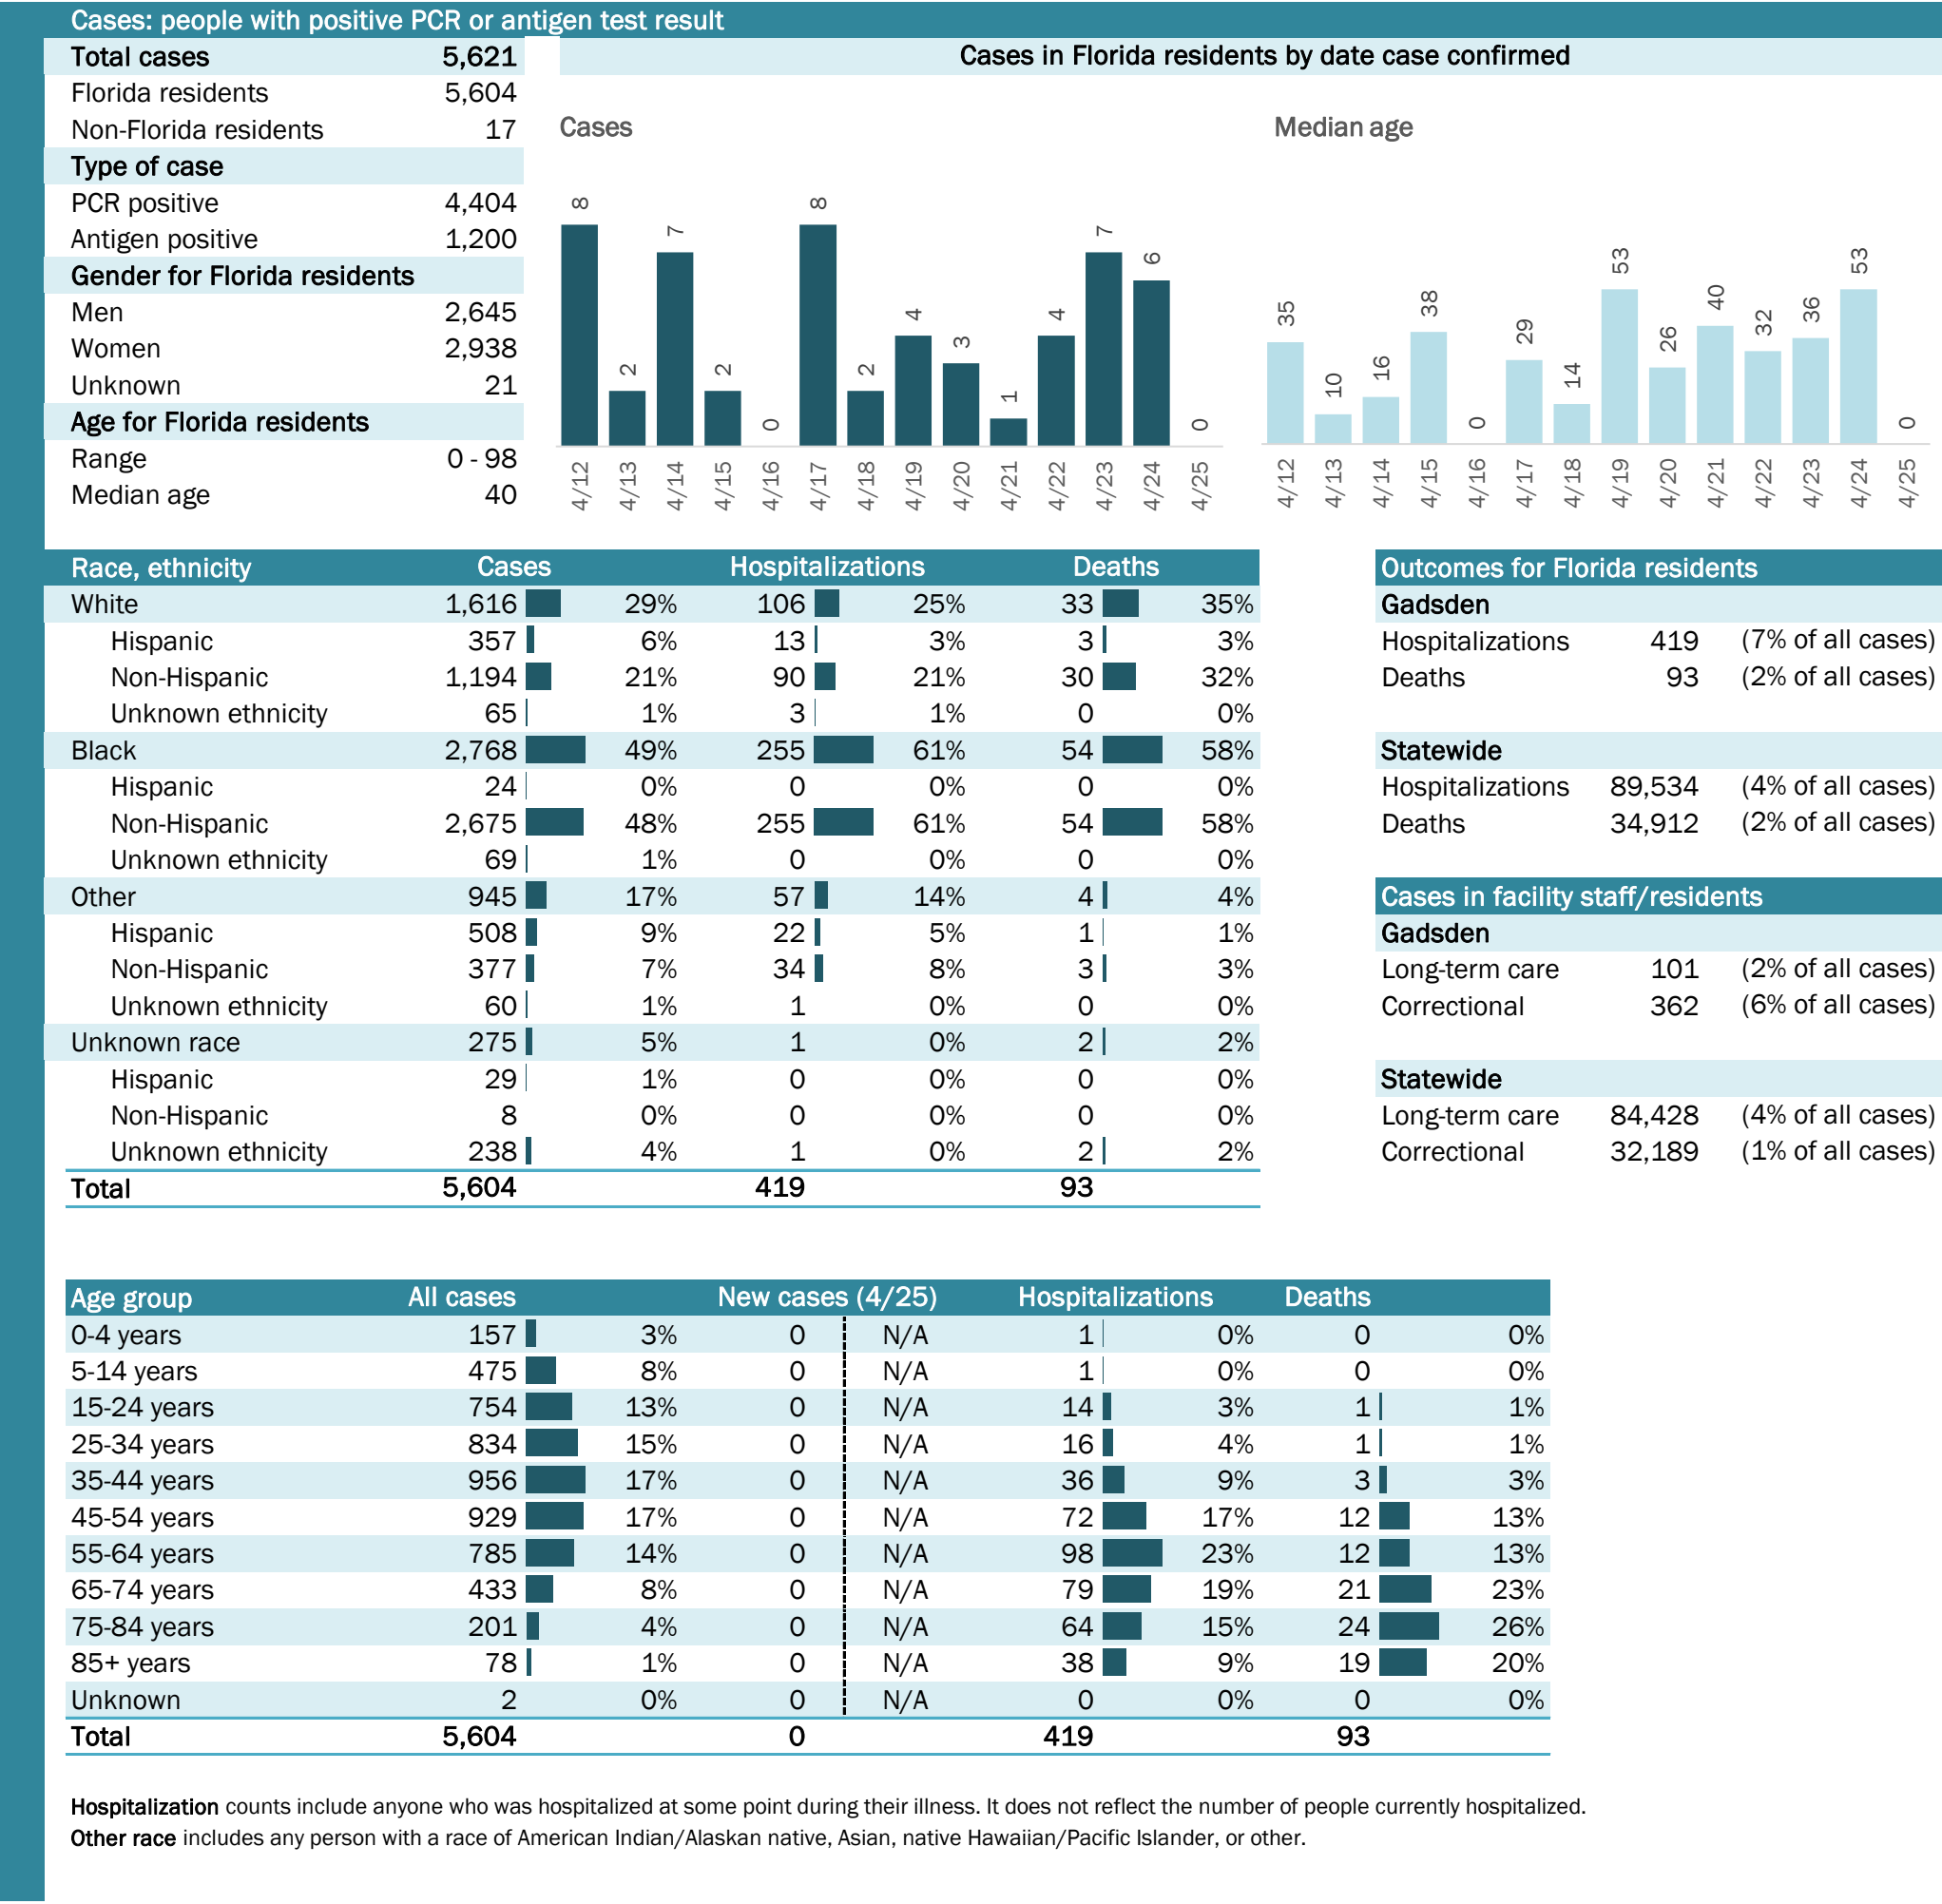 Cases: people with positive PCR or antigen test result
Total cases 5,621
Florida residents 5,604
Non-Florida residents 17
Type of case
PCR positive 4,404
Antigen positive 1,200
Gender for Florida residents
Men 2,645
Women 2,938
Unknown 21
Age for Florida residents
Range 0 - 98
Median age 40
Cases in Florida residents by date case confirmed
Cases
8 2 7 2 0 8 2 4 3 1 4 7 6 0
4/12 4/13 4/14 4/15 4/16 4/17 4/18 4/19 4/20 4/21 4/22 4/23 4/24 4/25
Median age
35 10 16 38 0 29 14 53 26 40 32 36 53 0
4/12 4/13 4/14 4/15 4/16 4/17 4/18 4/19 4/20 4/21 4/22 4/23 4/24 4/25
Race, ethnicity Cases Hospitalizations Deaths
White 1,616 29% 106 25% 33 35%
Hispanic 357 6% 13 3% 3 3%
Non-Hispanic 1,194 21% 90 21% 30 32%
Unknown ethnicity 65 1% 3 1% 0 0%
Black 2,768 49% 255 61% 54 58%
Hispanic 24 0% 0 0% 0 0%
Non-Hispanic 2,675 48% 255 61% 54 58%
Unknown ethnicity 69 1% 0 0% 0 0%
Other 945 17% 57 14% 4 4%
Hispanic 508 9% 22 5% 1 1%
Non-Hispanic 377 7% 34 8% 3 3%
Unknown ethnicity 60 1% 1 0% 0 0%
Unknown race 275 5% 1 0% 2 2%
Hispanic 29 1% 0 0% 0 0%
Non-Hispanic 8 0% 0 0% 0 0%
Unknown ethnicity 238 4% 1 0% 2 2%
Total 5,604 419 93
Outcomes for Florida residents
Gadsden
Hospitalizations 419 (7% of all cases)
Deaths 93 (2% of all cases)
Statewide
Hospitalizations 89,534 (4% of all cases)
Deaths 34,912 (2% of all cases)
Cases in facility staff/residents
Gadsden
Long-term care 101 (2% of all cases)
Correctional 362 (6% of all cases)
Statewide
Long-term care 84,428 (4% of all cases)
Correctional 32,189 (1% of all cases)
Age group All cases New cases (4/25) Hospitalizations Deaths
0-4 years 157 3% 0 N/A 1 0% 0 0%
5-14 years 475 8% 0 N/A 1 0% 0 0%
15-24 years 754 13% 0 N/A 14 3% 1 1%
25-34 years 834 15% 0 N/A 16 4% 1 1%
35-44 years 956 17% 0 N/A 36 9% 3 3%
45-54 years 929 17% 0 N/A 72 17% 12 13%
55-64 years 785 14% 0 N/A 98 23% 12 13%
65-74 years 433 8% 0 N/A 79 19% 21 23%
75-84 years 201 4% 0 N/A 64 15% 24 26%
85+ years 78 1% 0 N/A 38 9% 19 20%
Unknown 2 0% 0 N/A 0 0% 0 0%
Total 5,604 0 419 93
Hospitalization counts include anyone who was hospitalized at some point during their illness. It does not reflect the number of people currently hospitalized.
Other race includes any person with a race of American Indian/Alaskan native, Asian, native Hawaiian/Pacific Islander, or other.